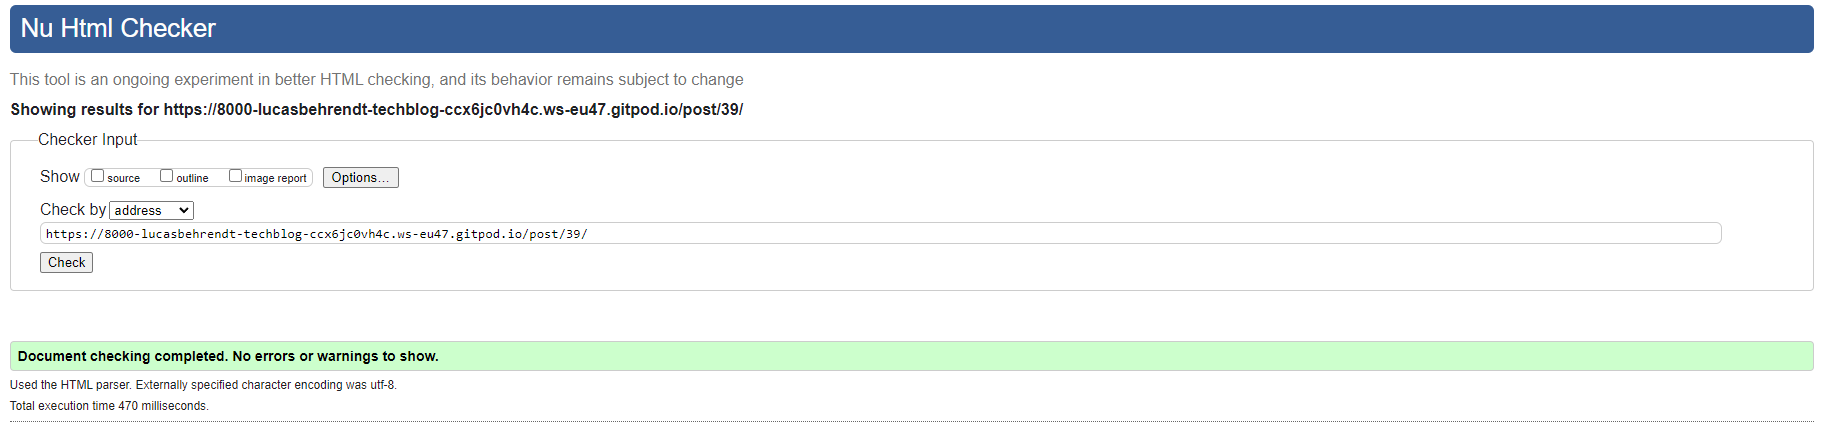 Nu Html Checker
This tool is an ongoing experiment in better HTML checking, and its behavior remains subject to change
Showing results for https://8000-lucasbehrendt-techblog-ccx6jc0vh4c.ws-eu47.gitpod.io/post/39/
Checker Input
Show source outline image report Options...
Check by address
https://8000-lucasbehrendt-techblog-ccx6jc0vh4c.ws-eu47.gitpod.io/post/39/
Check
Document checking completed. No errors or warnings to show.
Used the HTML parser. Externally specified character encoding was utf-8.
Total execution time 470 milliseconds.